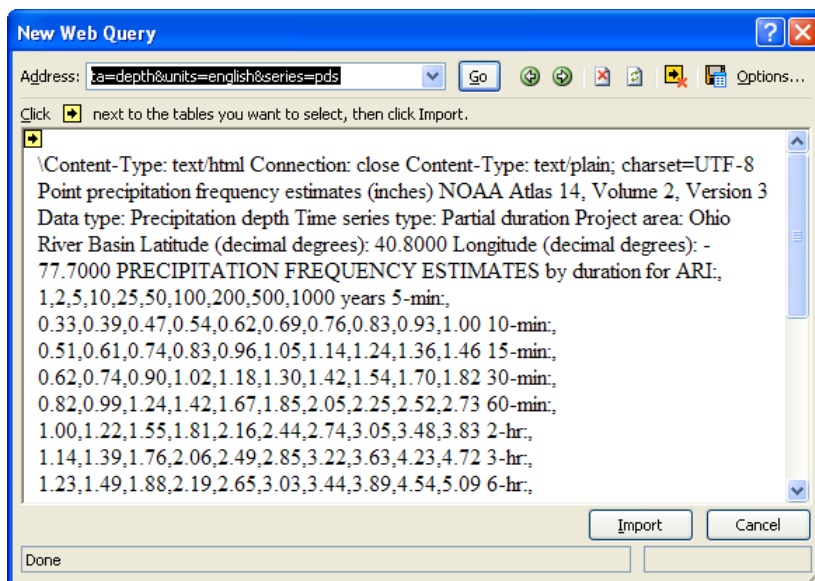 New Web Query
Address: ta=depth&units=english&series=pds Go Options...
Click next to the tables you want to select, then click Import.
\Content-Type: text/html Connection: close Content-Type: text/plain; charset=UTF-8
Point precipitation frequency estimates (inches) NOAA Atlas 14, Volume 2, Version 3
Data type: Precipitation depth Time series type: Partial duration Project area: Ohio
River Basin Latitude (decimal degrees): 40.8000 Longitude (decimal degrees): -
77.7000 PRECIPITATION FREQUENCY ESTIMATES by duration for ARI:,
1,2,5,10,25,50,100,200,500,1000 years 5-min:,
0.33,0.39,0.47,0.54,0.62,0.69,0.76,0.83,0.93,1.00 10-min:,
0.51,0.61,0.74,0.83,0.96,1.05,1.14,1.24,1.36,1.46 15-min:,
0.62,0.74,0.90,1.02,1.18,1.30,1.42,1.54,1.70,1.82 30-min:,
0.82,0.99,1.24,1.42,1.67,1.85,2.05,2.25,2.52,2.73 60-min:,
1.00,1.22,1.55,1.81,2.16,2.44,2.74,3.05,3.48,3.83 2-hr:,
1.14,1.39,1.76,2.06,2.49,2.85,3.22,3.63,4.23,4.72 3-hr:,
1.23,1.49,1.88,2.19,2.65,3.03,3.44,3.89,4.54,5.09 6-hr:,
Import Cancel
Done